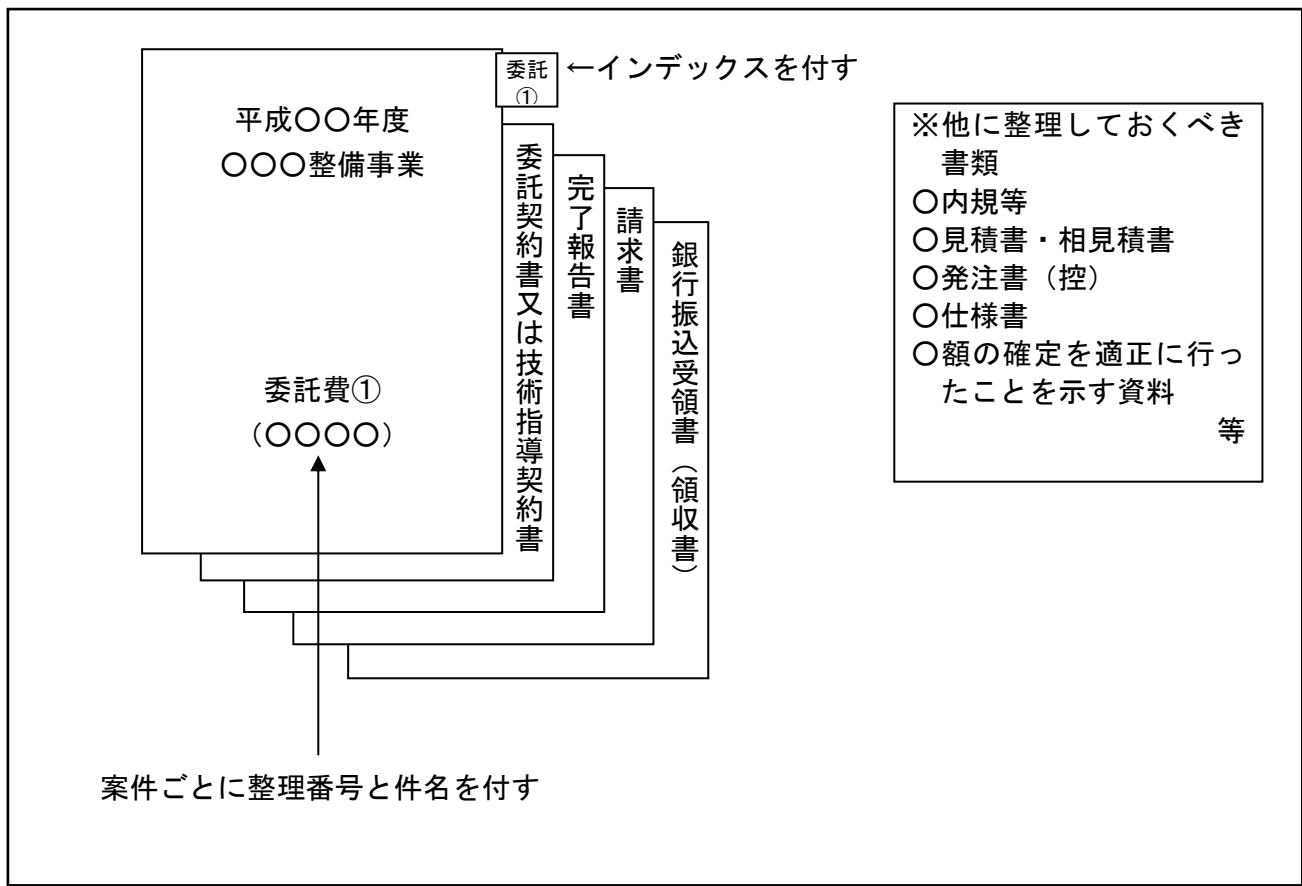 委託
①
←インデックスを付す
平成〇〇年度
〇〇〇整備事業
委託費①
(〇〇〇〇)
委託契約書又は技術指導契約書
完了報告書
請求書
銀行振込受領書(領収書)
案件ごとに整理番号と件名を付す
※他に整理しておくべき
書類
〇内規等
〇見積書・相見積書
〇発注書(控)
〇仕様書
〇額の確定を適正に行っ
たことを示す資料
等